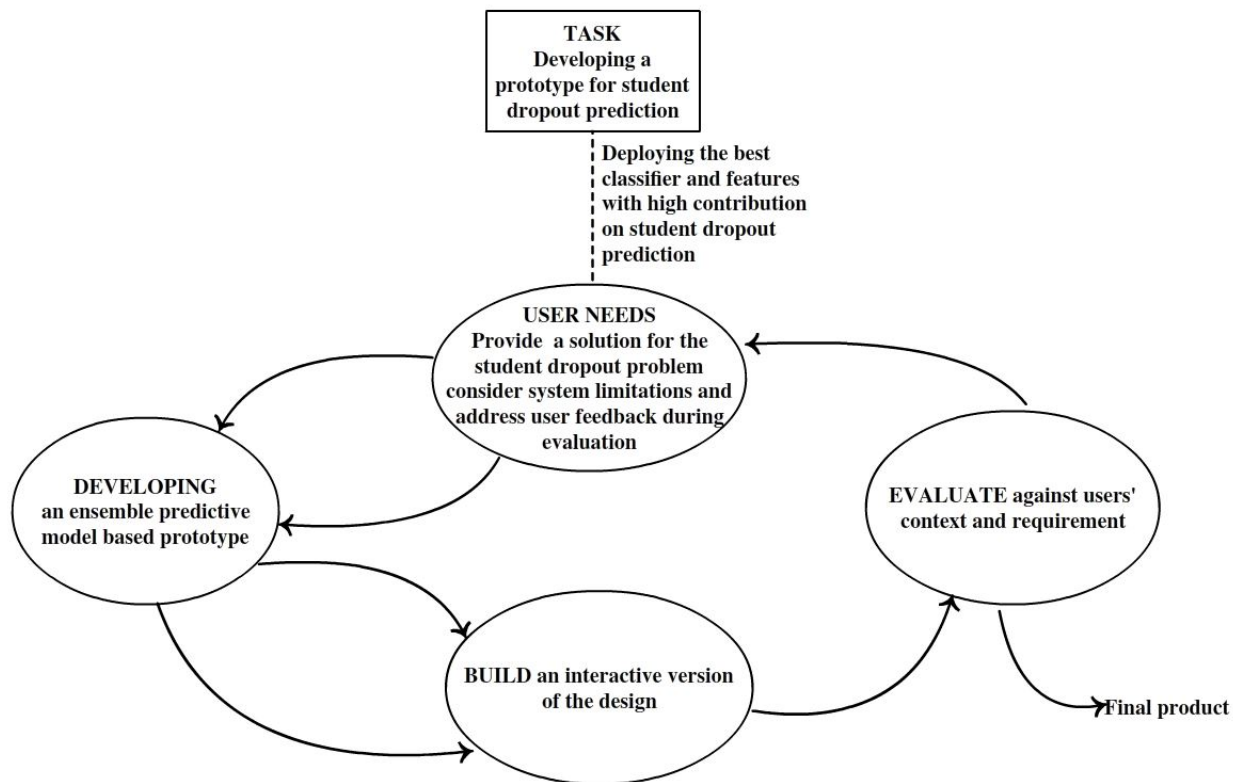 TASK
Developing a
prototype for student
dropout prediction
Deploying the best
classifier and features
with high contribution
on student dropout
prediction
USER NEEDS
Provide a solution for the
student dropout problem
consider system limitations and
address user feedback during
evaluation
DEVELOPING
an ensemble predictive
model based prototype
EVALUATE against users'
context and requirement
BUILD an interactive version
of the design
Final product